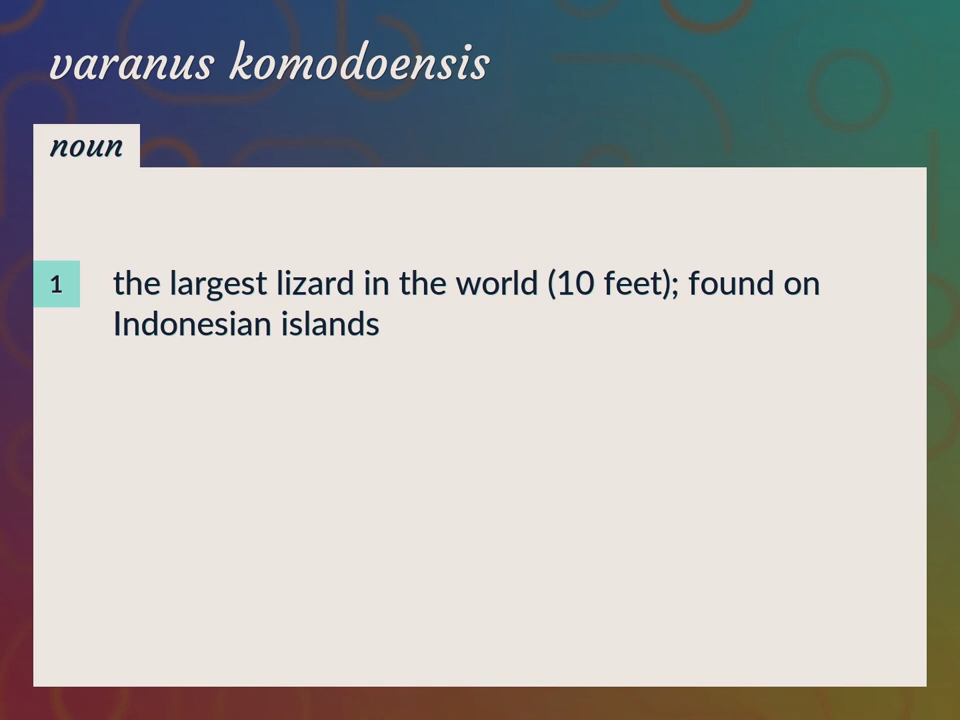 varanus komodoensis
noun
1 the largest lizard in the world (10 feet); found on
Indonesian islands